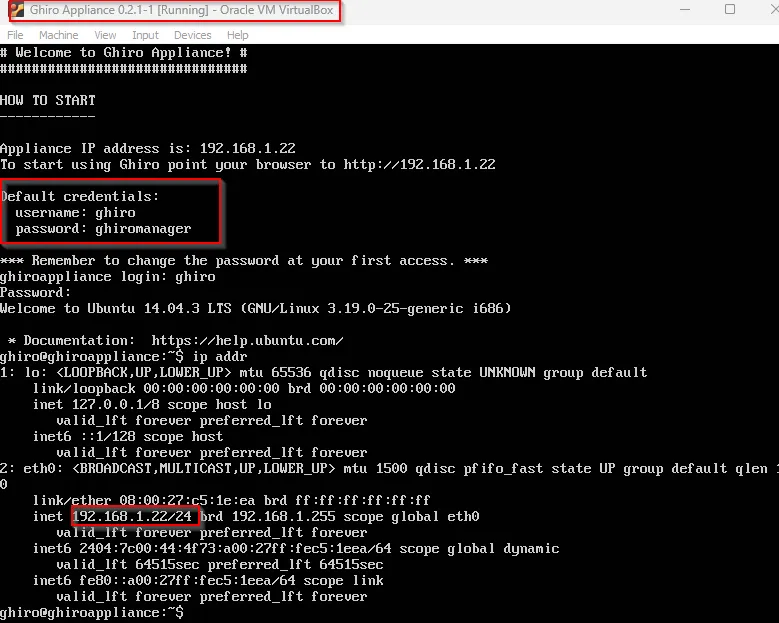 Ghiro Appliance 0.2.1-1 [Running] - Oracle VM VirtualBox
File Machine View Input Devices Help
# Welcome to Ghiro Appliance! #
###############################
HOW TO START
------------
Appliance IP address is: 192.168.1.22
To start using Ghiro point your browser to http://192.168.1.22
Default credentials:
username: ghiro
password: ghiromanager
*** Remember to change the password at your first access. ***
ghiroappliance login: ghiro
Password:
Welcome to Ubuntu 14.04.3 LTS (GNU/Linux 3.19.0-25-generic i686)
* Documentation:  https://help.ubuntu.com/
ghiro@ghiroappliance:~$ ip addr
1: lo: <LOOPBACK,UP,LOWER_UP> mtu 65536 qdisc noqueue state UNKNOWN group default
link/loopback 00:00:00:00:00:00 brd 00:00:00:00:00:00
inet 127.0.0.1/8 scope host lo
valid_lft forever preferred_lft forever
inet6 ::1/128 scope host
valid_lft forever preferred_lft forever
2: eth0: <BROADCAST,MULTICAST,UP,LOWER_UP> mtu 1500 qdisc pfifo_fast state UP group default qlen 1
0
link/ether 08:00:27:c5:1e:ea brd ff:ff:ff:ff:ff:ff
inet 192.168.1.22/24 brd 192.168.1.255 scope global eth0
valid_lft forever preferred_lft forever
inet6 2404:7c00:44:4f73:a00:27ff:fec5:1eea/64 scope global dynamic
valid_lft 64515sec preferred_lft 64515sec
inet6 fe80::a00:27ff:fec5:1eea/64 scope link
valid_lft forever preferred_lft forever
ghiro@ghiroappliance:~$